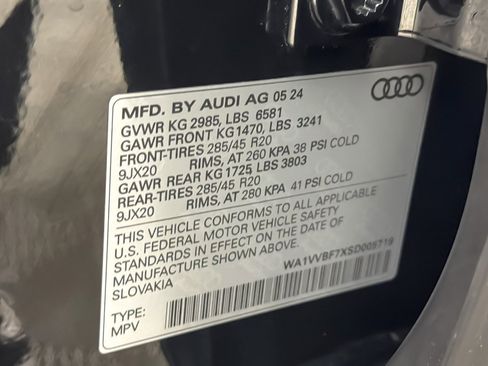 MFD. BY AUDI AG 05 24
GVWR KG 2985, LBS 6581
GAWR FRONT KG1470, LBS 3241
FRONT-TIRES 285/45 R20
9JX20 RIMS, AT 260 KPA 38 PSI COLD
GAWR REAR KG 1725, LBS 3803
REAR-TIRES 285/45 R20
9JX20 RIMS, AT 280 KPA 41 PSI COLD
THIS VEHICLE CONFORMS TO ALL APPLICABLE
U.S. FEDERAL MOTOR VEHICLE SAFETY
STANDARDS IN EFFECT ON THE DATE OF
MANUFACTURE SHOWN ABOVE.
SLOVAKIA
WA1VVBF7XSD005719
TYPE:
MPV